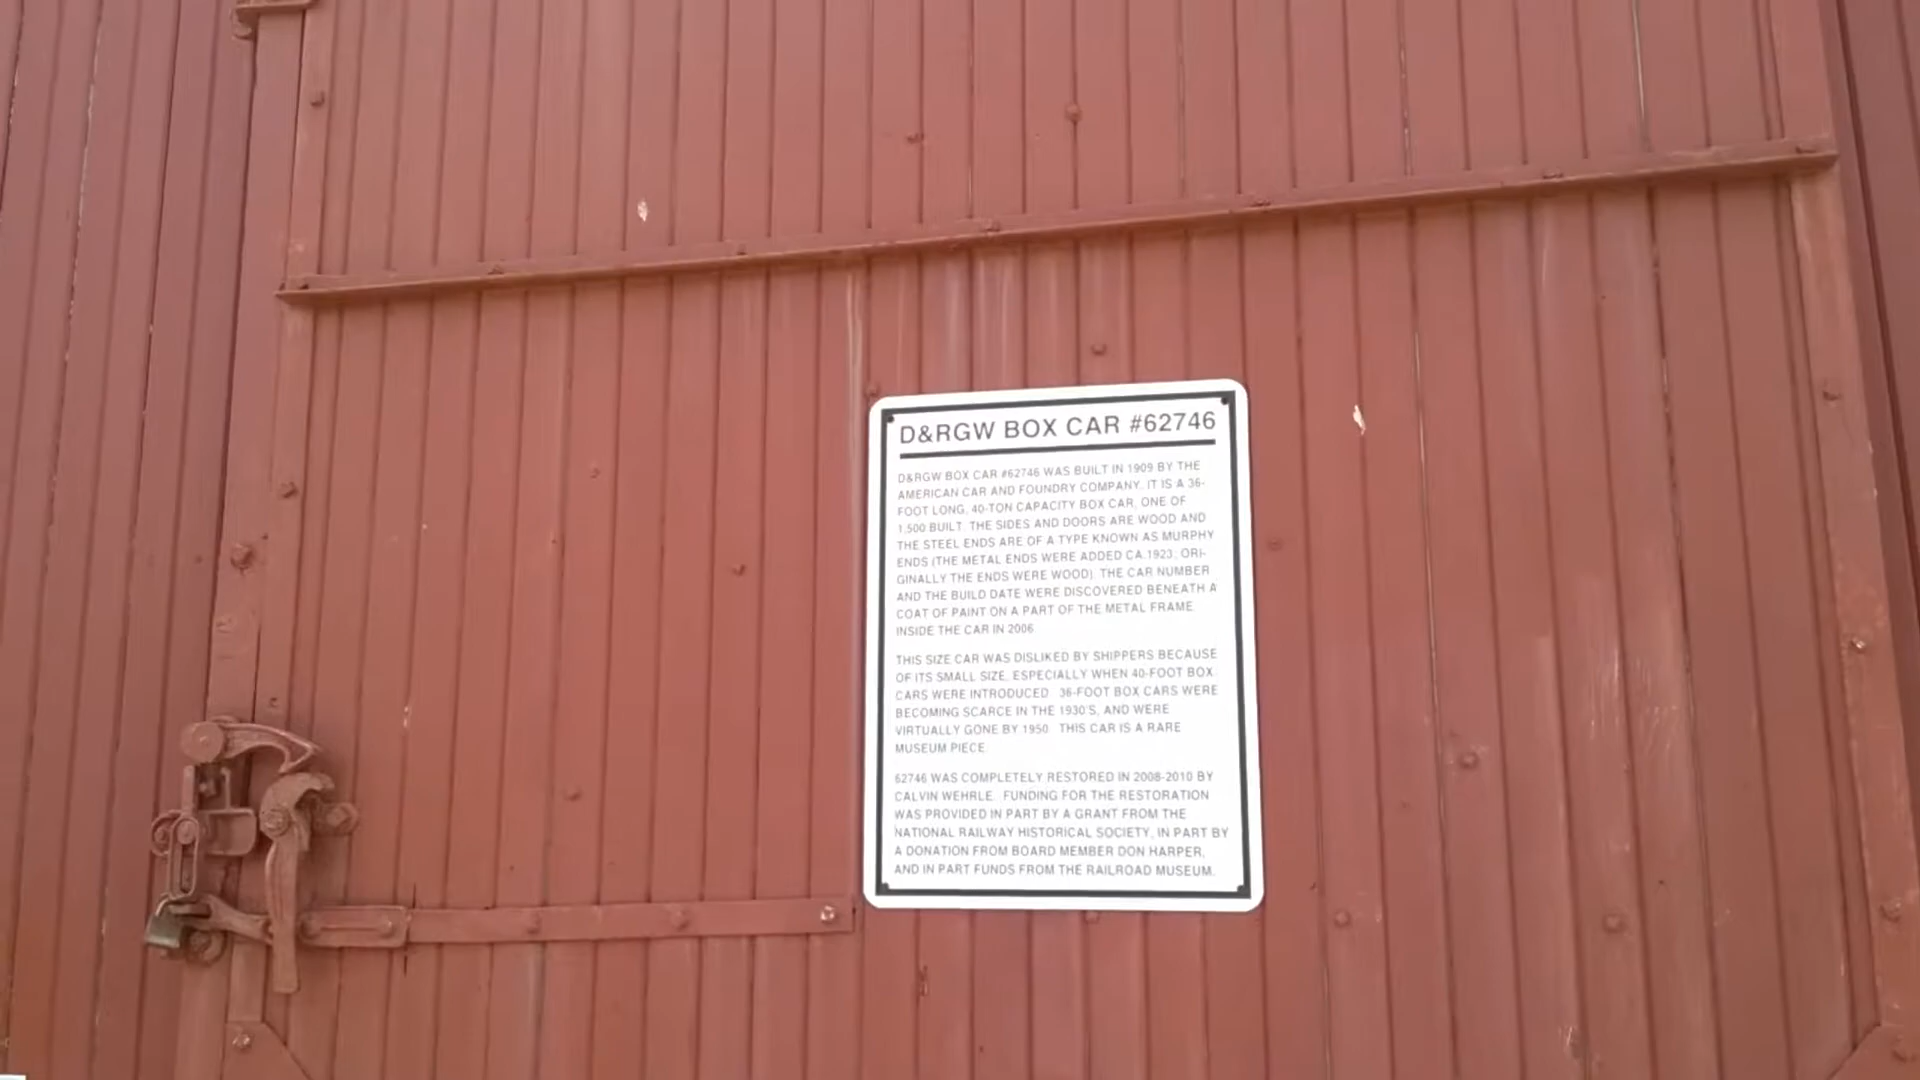 D&RGW BOX CAR #62746
D&RGW BOX CAR #62746 WAS BUILT IN 1909 BY THE
AMERICAN CAR AND FOUNDRY COMPANY. IT IS A 36-
FOOT LONG, 40-TON CAPACITY BOX CAR, ONE OF
1,500 BUILT. THE SIDES AND DOORS ARE WOOD AND
THE STEEL ENDS ARE OF A TYPE KNOWN AS MURPHY
ENDS (THE METAL ENDS WERE ADDED CA.1923; ORI-
GINALLY THE ENDS WERE WOOD). THE CAR NUMBER
AND THE BUILD DATE WERE DISCOVERED BENEATH A
COAT OF PAINT ON A PART OF THE METAL FRAME
INSIDE THE CAR IN 2006.
THIS SIZE CAR WAS DISLIKED BY SHIPPERS BECAUSE
OF ITS SMALL SIZE, ESPECIALLY WHEN 40-FOOT BOX
CARS WERE INTRODUCED. 36-FOOT BOX CARS WERE
BECOMING SCARCE IN THE 1930'S, AND WERE
VIRTUALLY GONE BY 1950. THIS CAR IS A RARE
MUSEUM PIECE.
62746 WAS COMPLETELY RESTORED IN 2008-2010 BY
CALVIN WEHRLE. FUNDING FOR THE RESTORATION
WAS PROVIDED IN PART BY A GRANT FROM THE
NATIONAL RAILWAY HISTORICAL SOCIETY, IN PART BY
A DONATION FROM BOARD MEMBER DON HARPER,
AND IN PART FUNDS FROM THE RAILROAD MUSEUM.